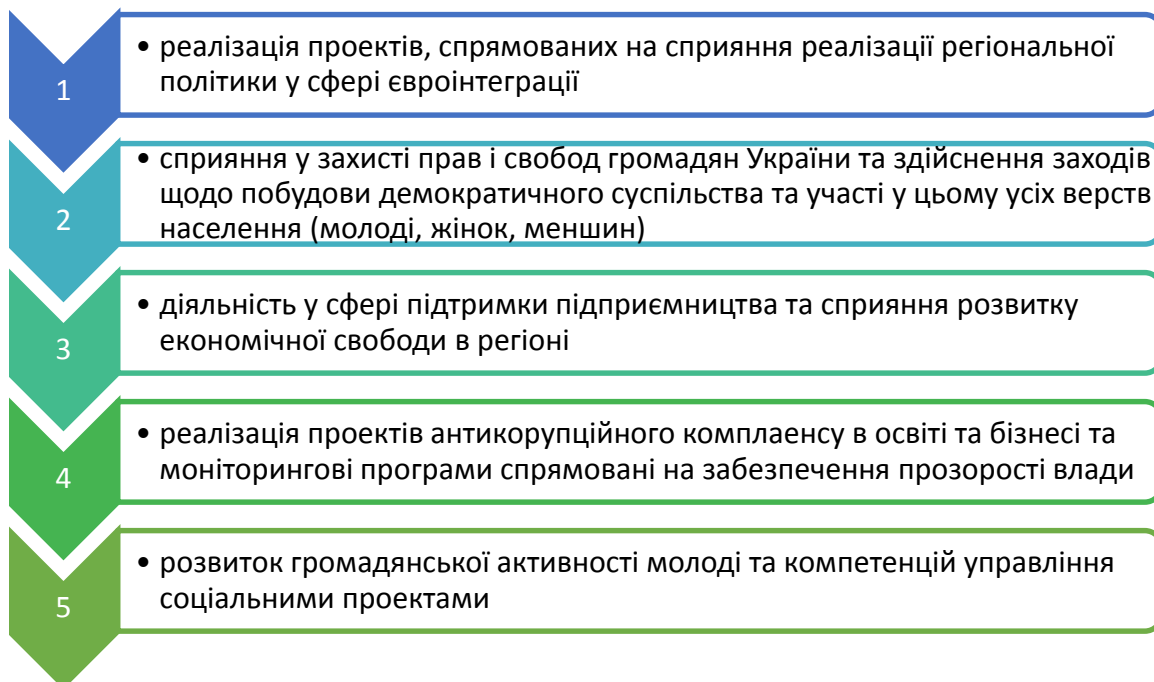 1
• реалізація проектів, спрямованих на сприяння реалізації регіональної
політики у сфері євроінтеграції
2
• сприяння у захисті прав і свобод громадян України та здійснення заходів
щодо побудови демократичного суспільства та участі у цьому усіх верств
населення (молоді, жінок, меншин)
3
• діяльність у сфері підтримки підприємництва та сприяння розвитку
економічної свободи в регіоні
4
• реалізація проектів антикорупційного комплаенсу в освіті та бізнесі та
моніторингові програми спрямовані на забезпечення прозорості влади
5
• розвиток громадянської активності молоді та компетенцій управління
соціальними проектами